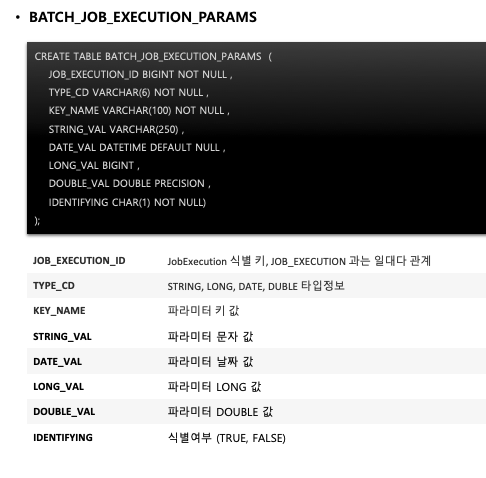 • BATCH_JOB_EXECUTION_PARAMS
CREATE TABLE BATCH_JOB_EXECUTION_PARAMS (
JOB_EXECUTION_ID BIGINT NOT NULL ,
TYPE_CD VARCHAR(6) NOT NULL ,
KEY_NAME VARCHAR(100) NOT NULL ,
STRING_VAL VARCHAR(250) ,
DATE_VAL DATETIME DEFAULT NULL ,
LONG_VAL BIGINT ,
DOUBLE_VAL DOUBLE PRECISION ,
IDENTIFYING CHAR(1) NOT NULL)
);
JOB_EXECUTION_ID JobExecution 식별 키, JOB_EXECUTION 과는 일대다 관계
TYPE_CD STRING, LONG, DATE, DUBLE 타입정보
KEY_NAME 파라미터 키 값
STRING_VAL 파라미터 문자 값
DATE_VAL 파라미터 날짜 값
LONG_VAL 파라미터 LONG 값
DOUBLE_VAL 파라미터 DOUBLE 값
IDENTIFYING 식별여부 (TRUE, FALSE)